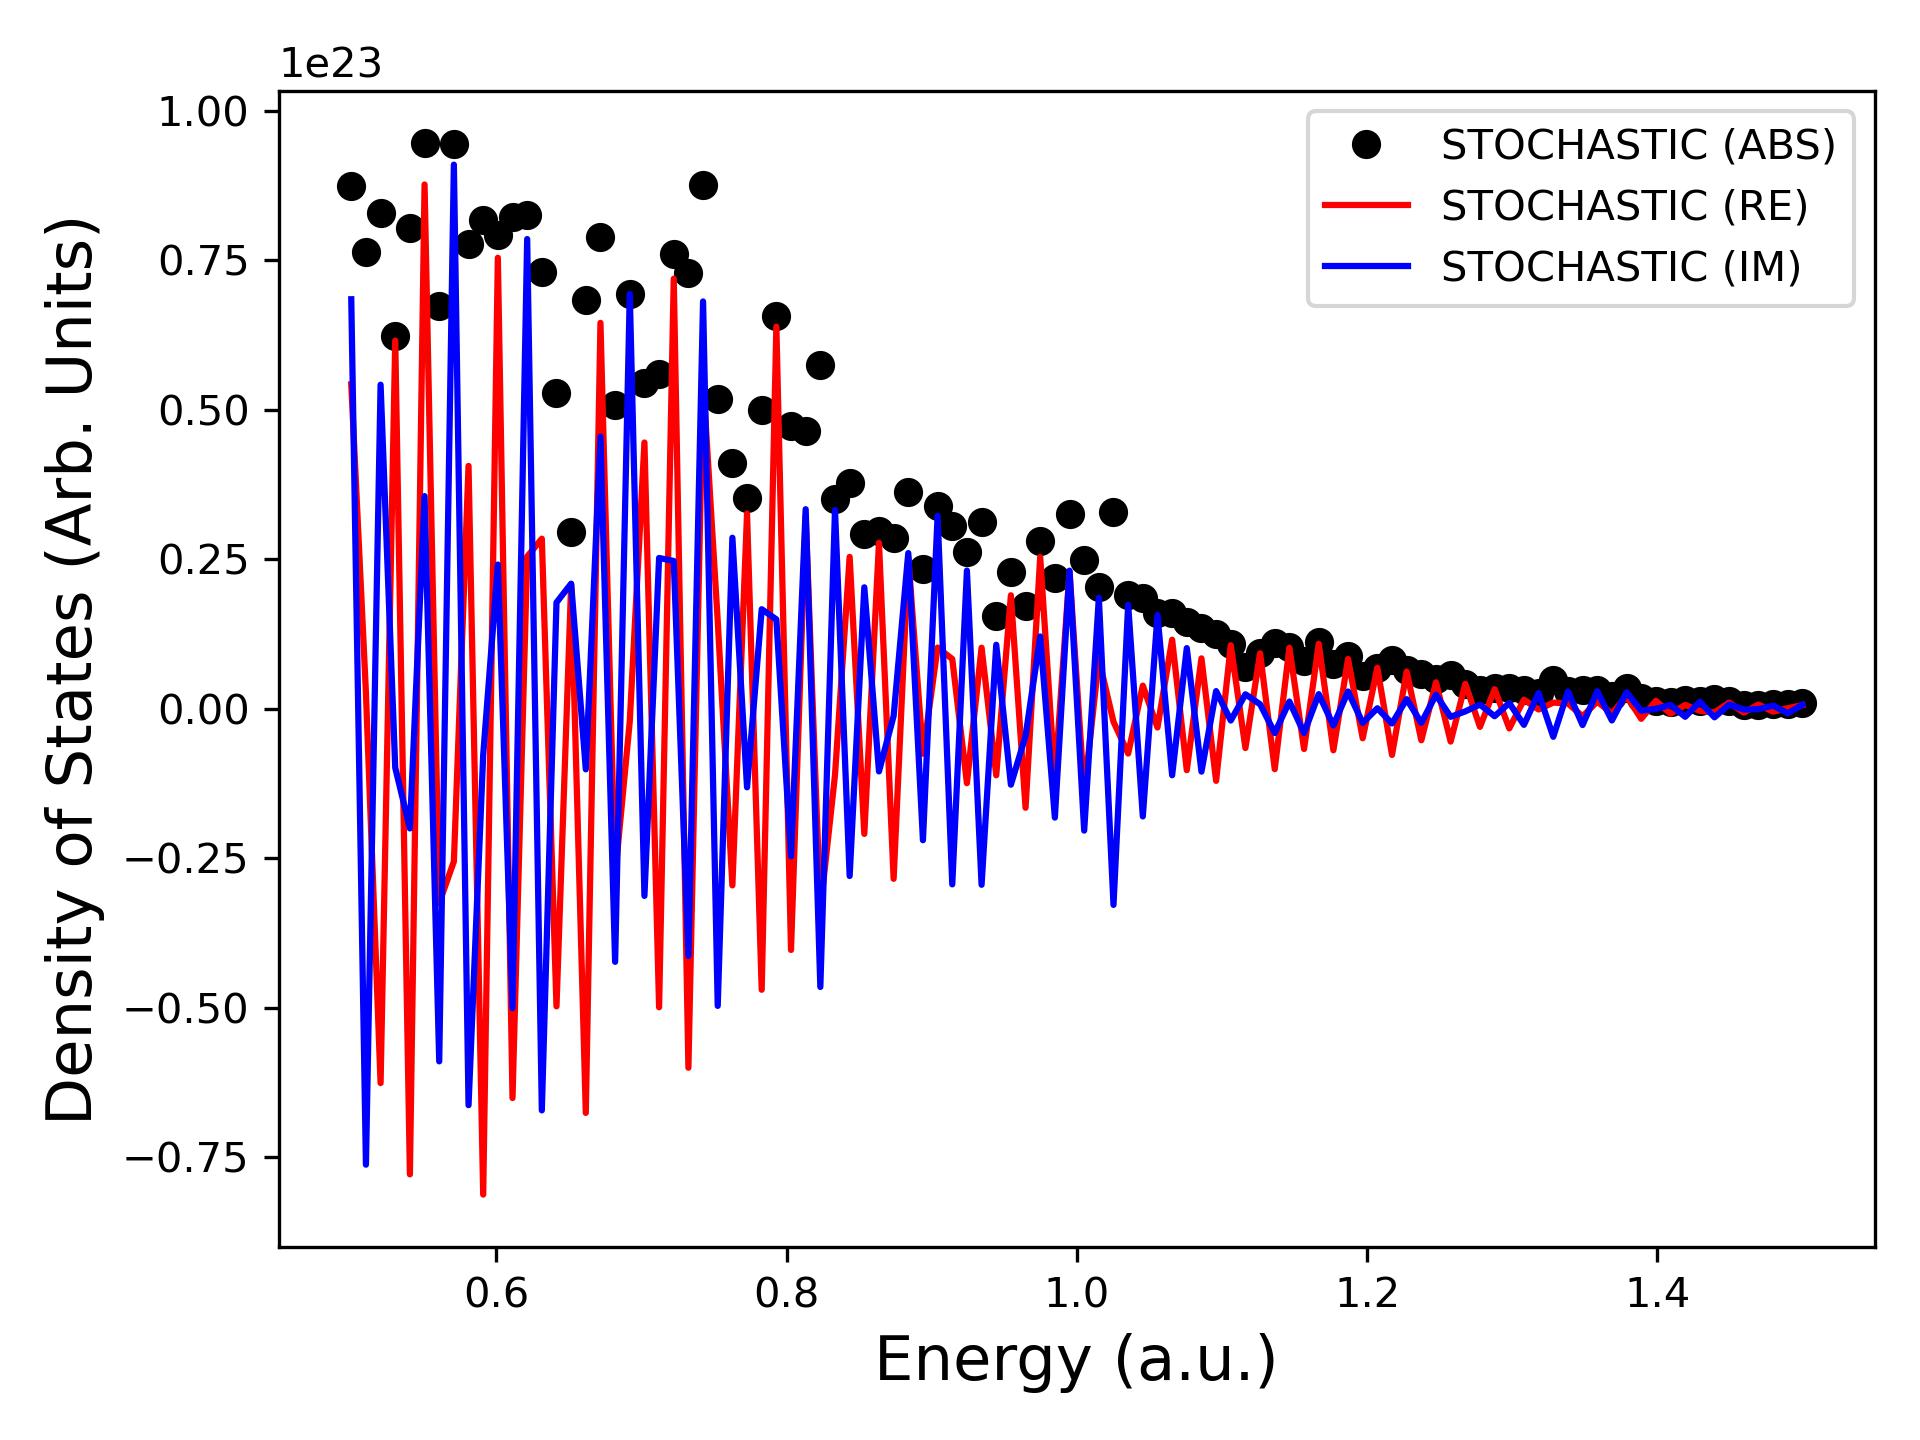 1e23
1.00
0.75
0.50
0.25
0.00
−0.25
−0.50
−0.75
Density of States (Arb. Units)
STOCHASTIC (ABS)
STOCHASTIC (RE)
STOCHASTIC (IM)
0.6 0.8 1.0 1.2 1.4
Energy (a.u.)